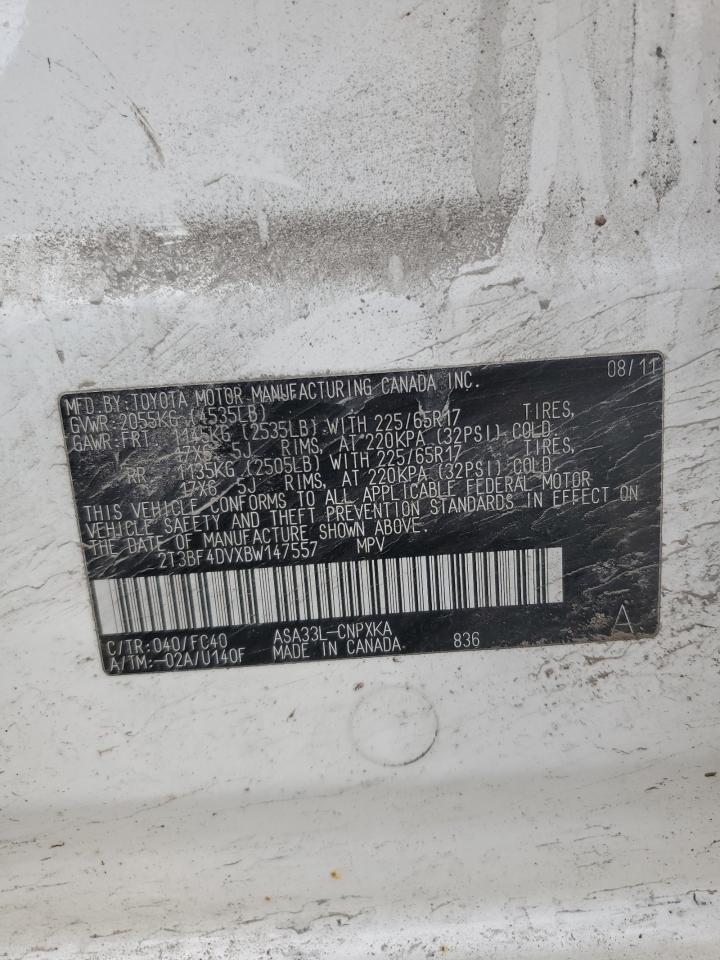 MFD. BY: TOYOTA MOTOR MANUFACTURING CANADA INC. 08/11
GVWR: 2055KG (4535LB)
GAWR: FRT 1145KG (2535LB) WITH 225/65R17 TIRES,
17X6 5J RIMS, AT 220KPA (32PSI) COLD.
RR 1135KG (2505LB) WITH 225/65R17 TIRES,
17X6 5J RIMS, AT 220KPA (32PSI) COLD.
THIS VEHICLE CONFORMS TO ALL APPLICABLE FEDERAL MOTOR
VEHICLE SAFETY AND THEFT PREVENTION STANDARDS IN EFFECT ON
THE DATE OF MANUFACTURE SHOWN ABOVE.
2T3BF4DVXBW147557 MPV
C/TR: 040/FC40 ASA33L-CNPXKA 836 A
A/TM: -02A/U140F MADE IN CANADA